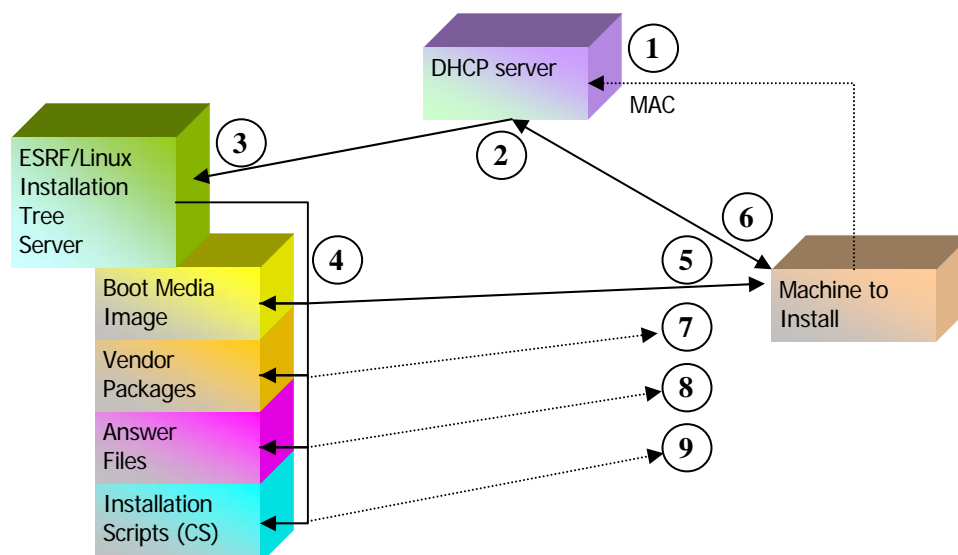 1
DHCP server
MAC
3
2
ESRF/Linux
Installation
Tree
Server
6
4
5
Boot Media
Image
Machine to
Install
7
Vendor
Packages
8
Answer
Files
9
Installation
Scripts (CS)